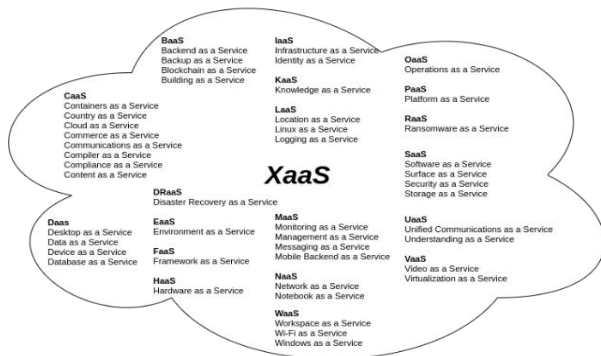 BaaS
Backend as a Service
Backup as a Service
Blockchain as a Service
Building as a Service
IaaS
Infrastructure as a Service
Identity as a Service
KaaS
Knowledge as a Service
LaaS
Location as a Service
Linux as a Service
Logging as a Service
OaaS
Operations as a Service
PaaS
Platform as a Service
RaaS
Ransomware as a Service
SaaS
Software as a Service
Surface as a Service
Security as a Service
Storage as a Service
CaaS
Containers as a Service
Country as a Service
Cloud as a Service
Commerce as a Service
Communications as a Service
Compiler as a Service
Compliance as a Service
Content as a Service
XaaS
DRaaS
Disaster Recovery as a Service
Daas
Desktop as a Service
Data as a Service
Device as a Service
Database as a Service
EaaS
Environment as a Service
FaaS
Framework as a Service
HaaS
Hardware as a Service
MaaS
Monitoring as a Service
Management as a Service
Messaging as a Service
Mobile Backend as a Service
NaaS
Network as a Service
Notebook as a Service
WaaS
Workspace as a Service
Wi-Fi as a Service
Windows as a Service
UaaS
Unified Communications as a Service
Understanding as a Service
VaaS
Video as a Service
Virtualization as a Service